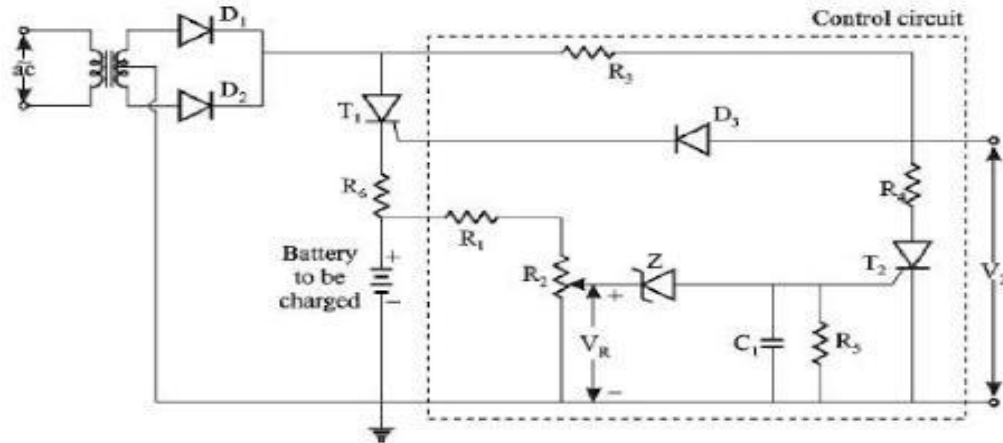 Control circuit
D₁
D₂
ac
R₃
T₁
D₃
R₆
R₄
R₁
Battery
to be
charged
+
−
R₂
Z
+
T₂
V_R
−
C₁
R₅